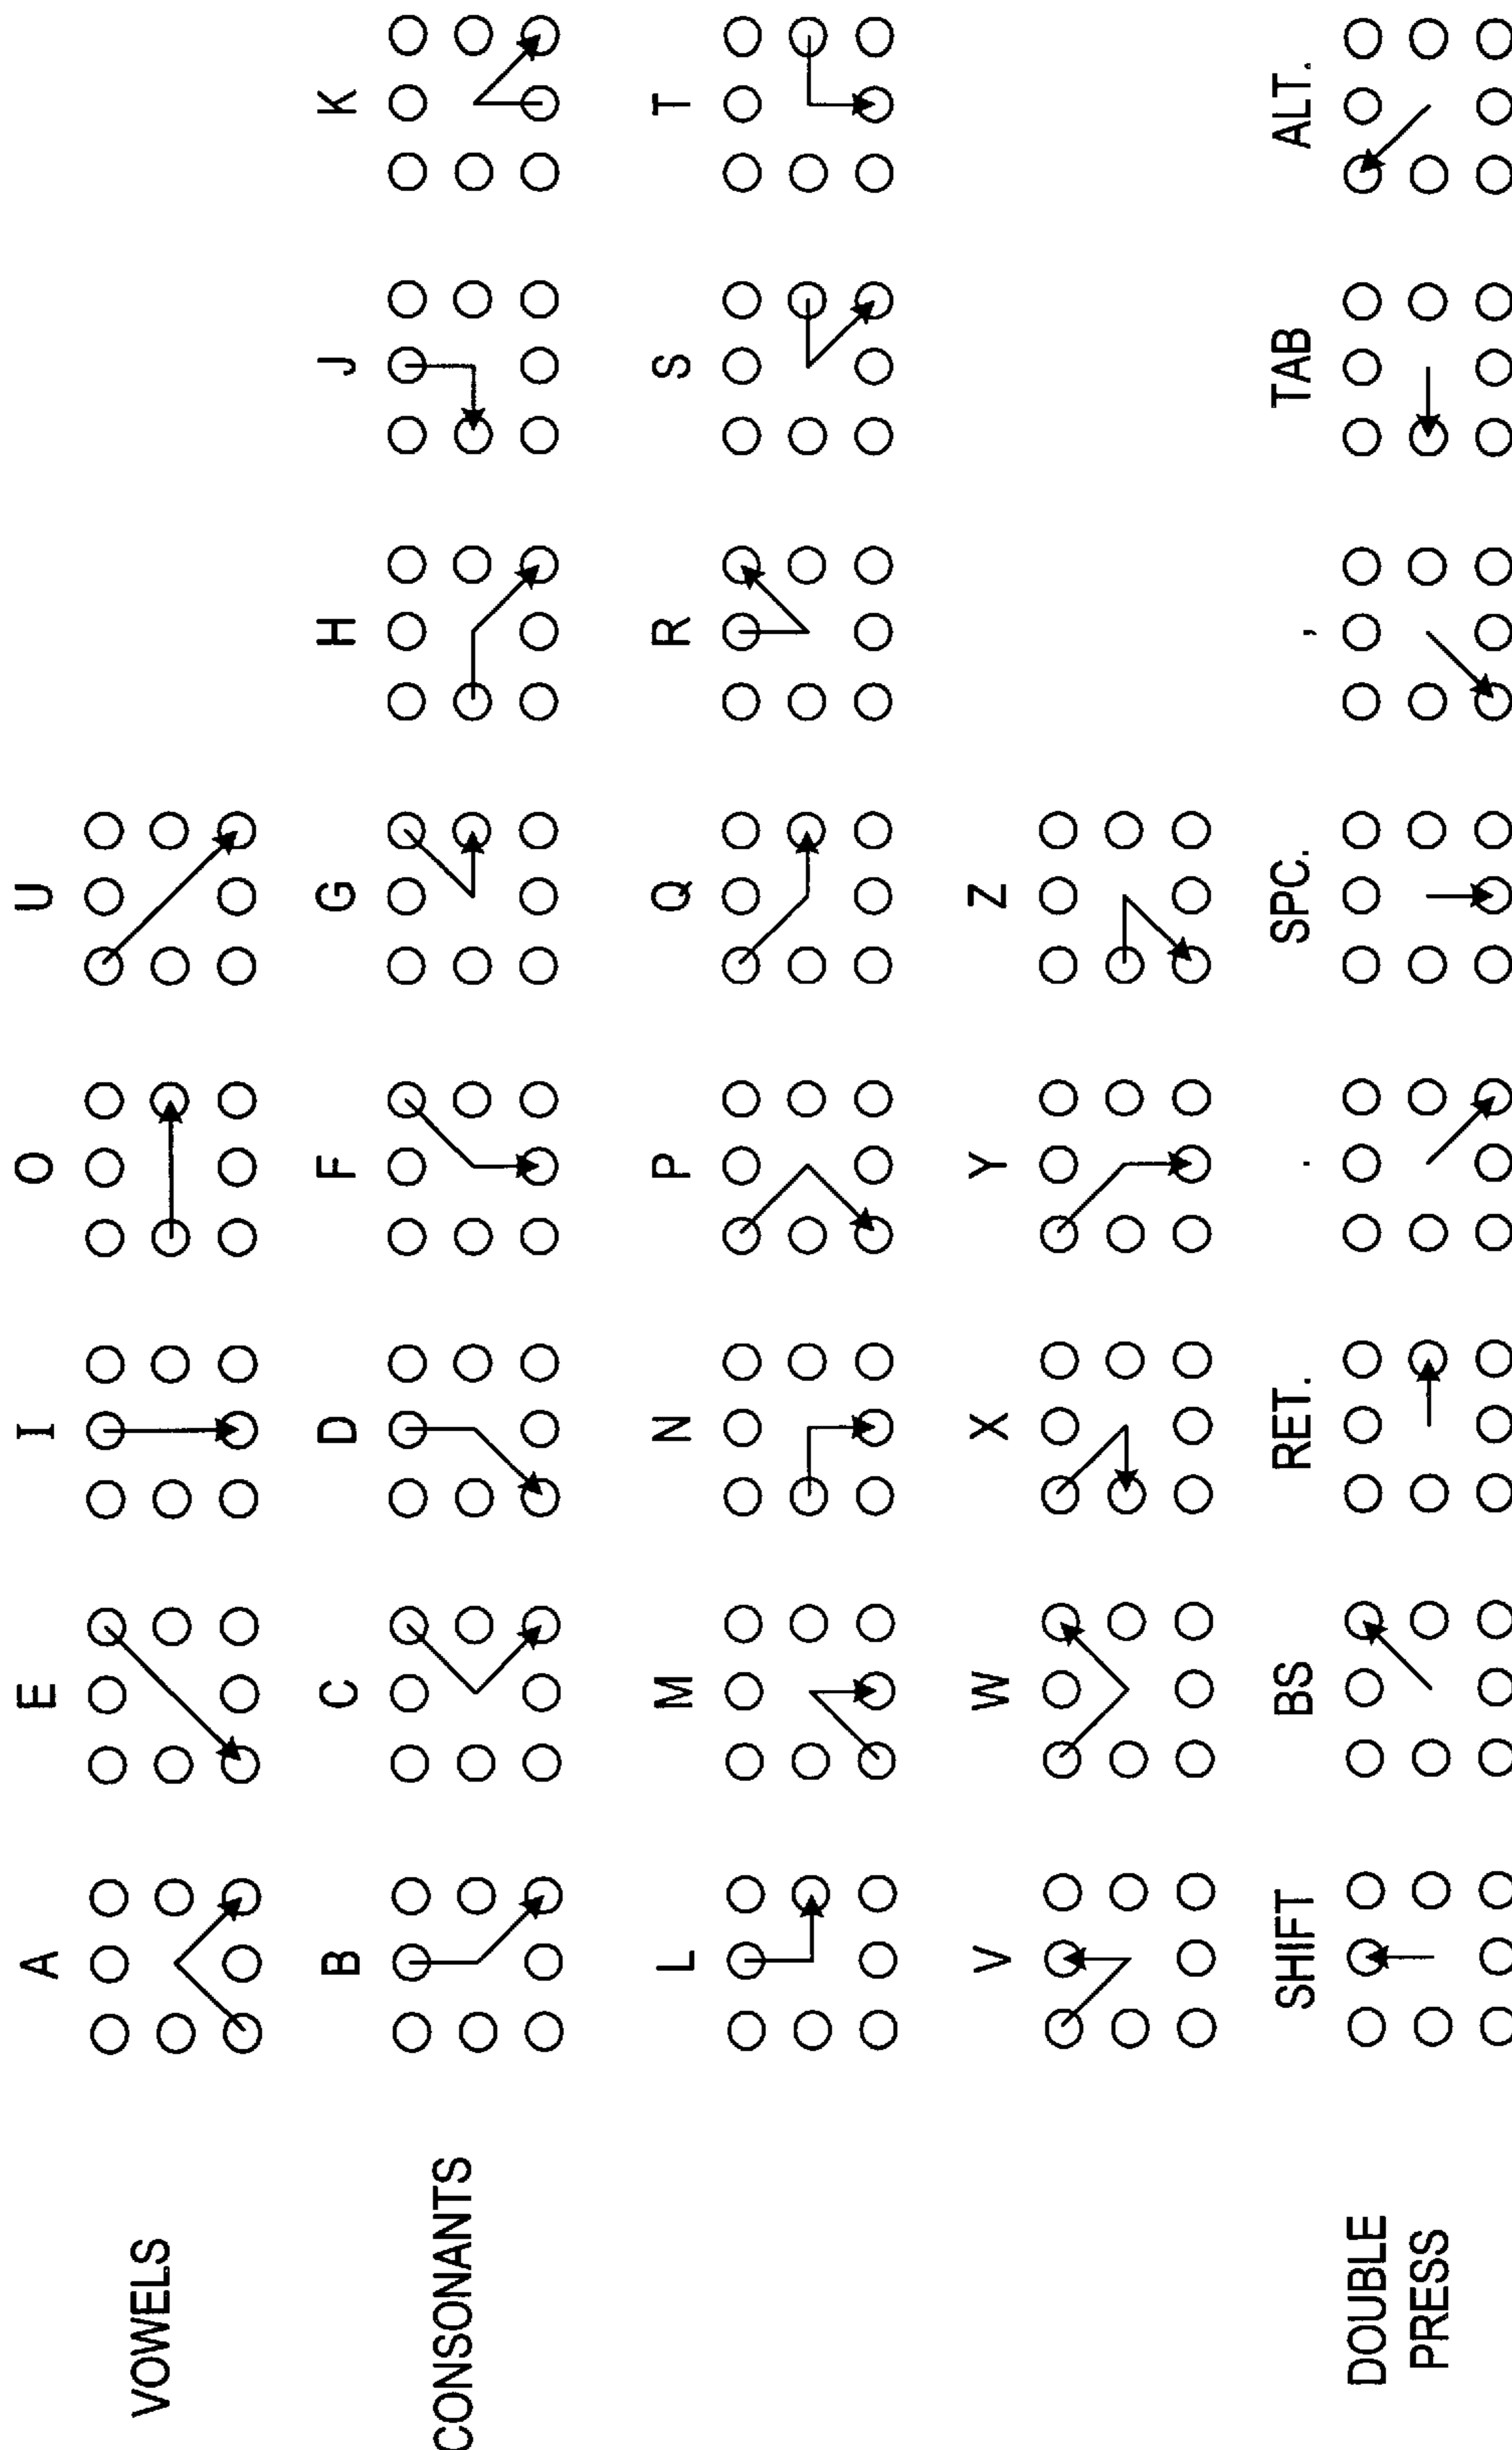 VOWELS
A E I O U
CONSONANTS
B C D F G H J K
L M N P Q R S T
V W X Y Z
DOUBLE
PRESS
SHIFT BS RET. . SPC. , TAB ALT.